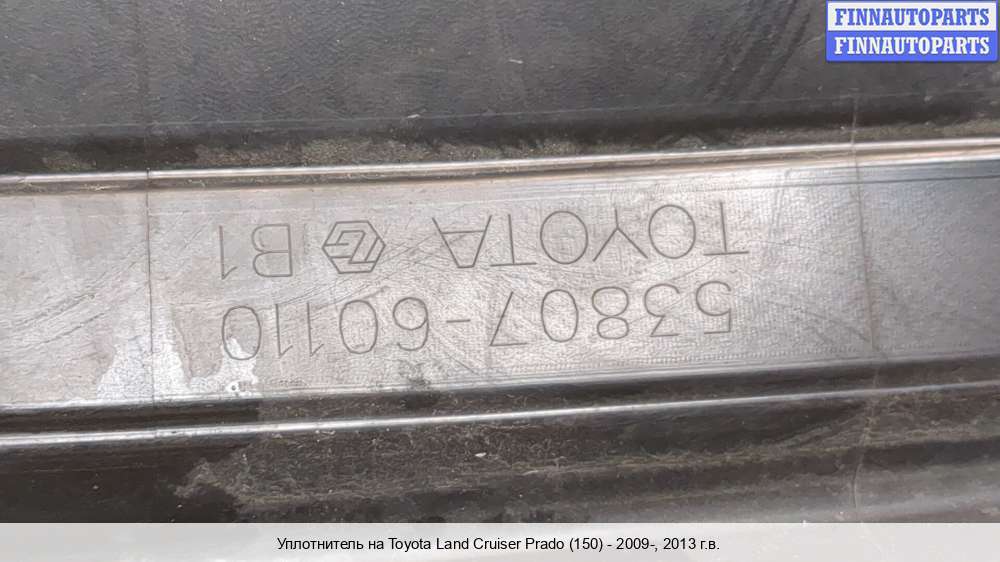 FINNAUTOPARTS
FINNAUTOPARTS
53807-60110
TOYOTA B1
Уплотнитель на Toyota Land Cruiser Prado (150) - 2009-, 2013 г.в.